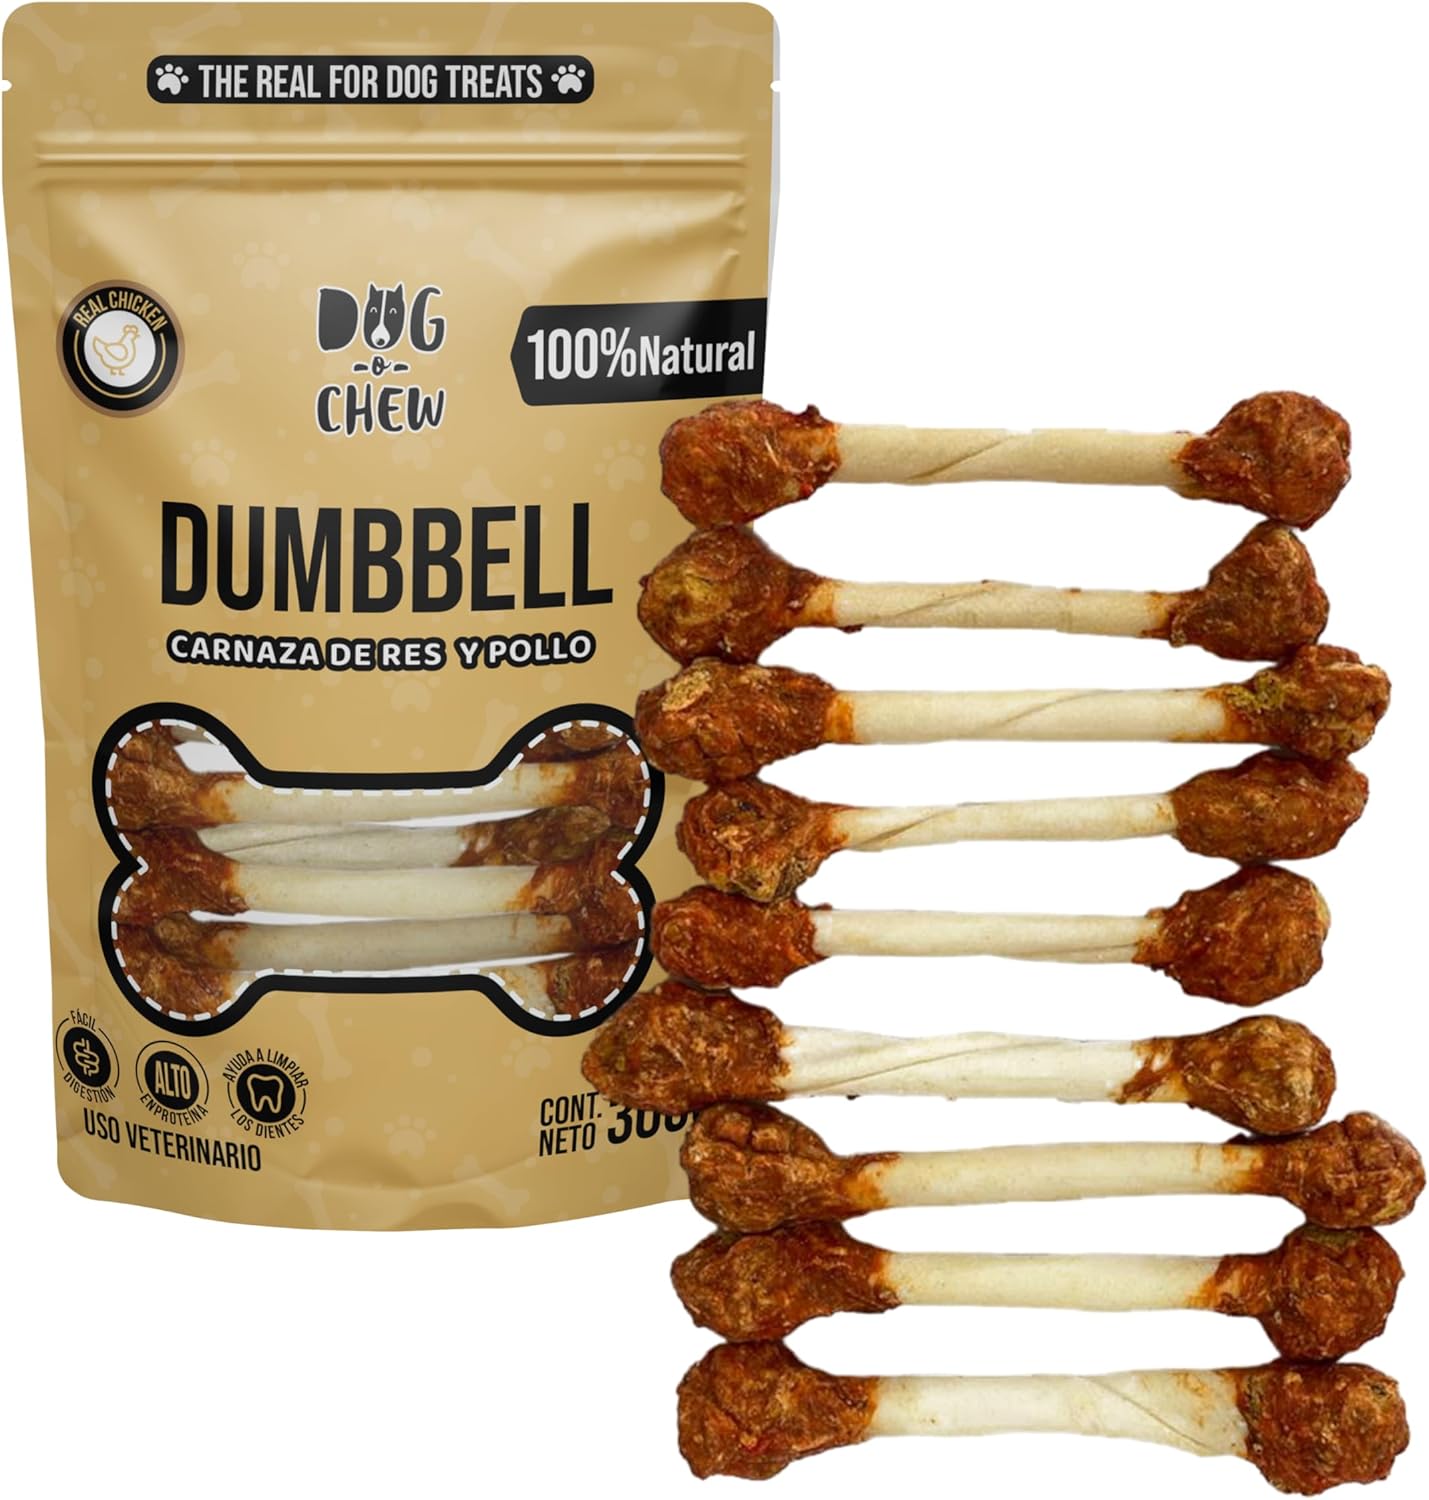 THE REAL FOR DOG TREATS
REAL CHICKEN
DOG
-O-
CHEW
100%Natural
DUMBBELL
CARNAZA DE RES Y POLLO
FÁCIL
DIGESTIÓN
ALTO
EN PROTEÍNA
AYUDA A LIMPIAR
LOS DIENTES
USO VETERINARIO
CONT.
NETO